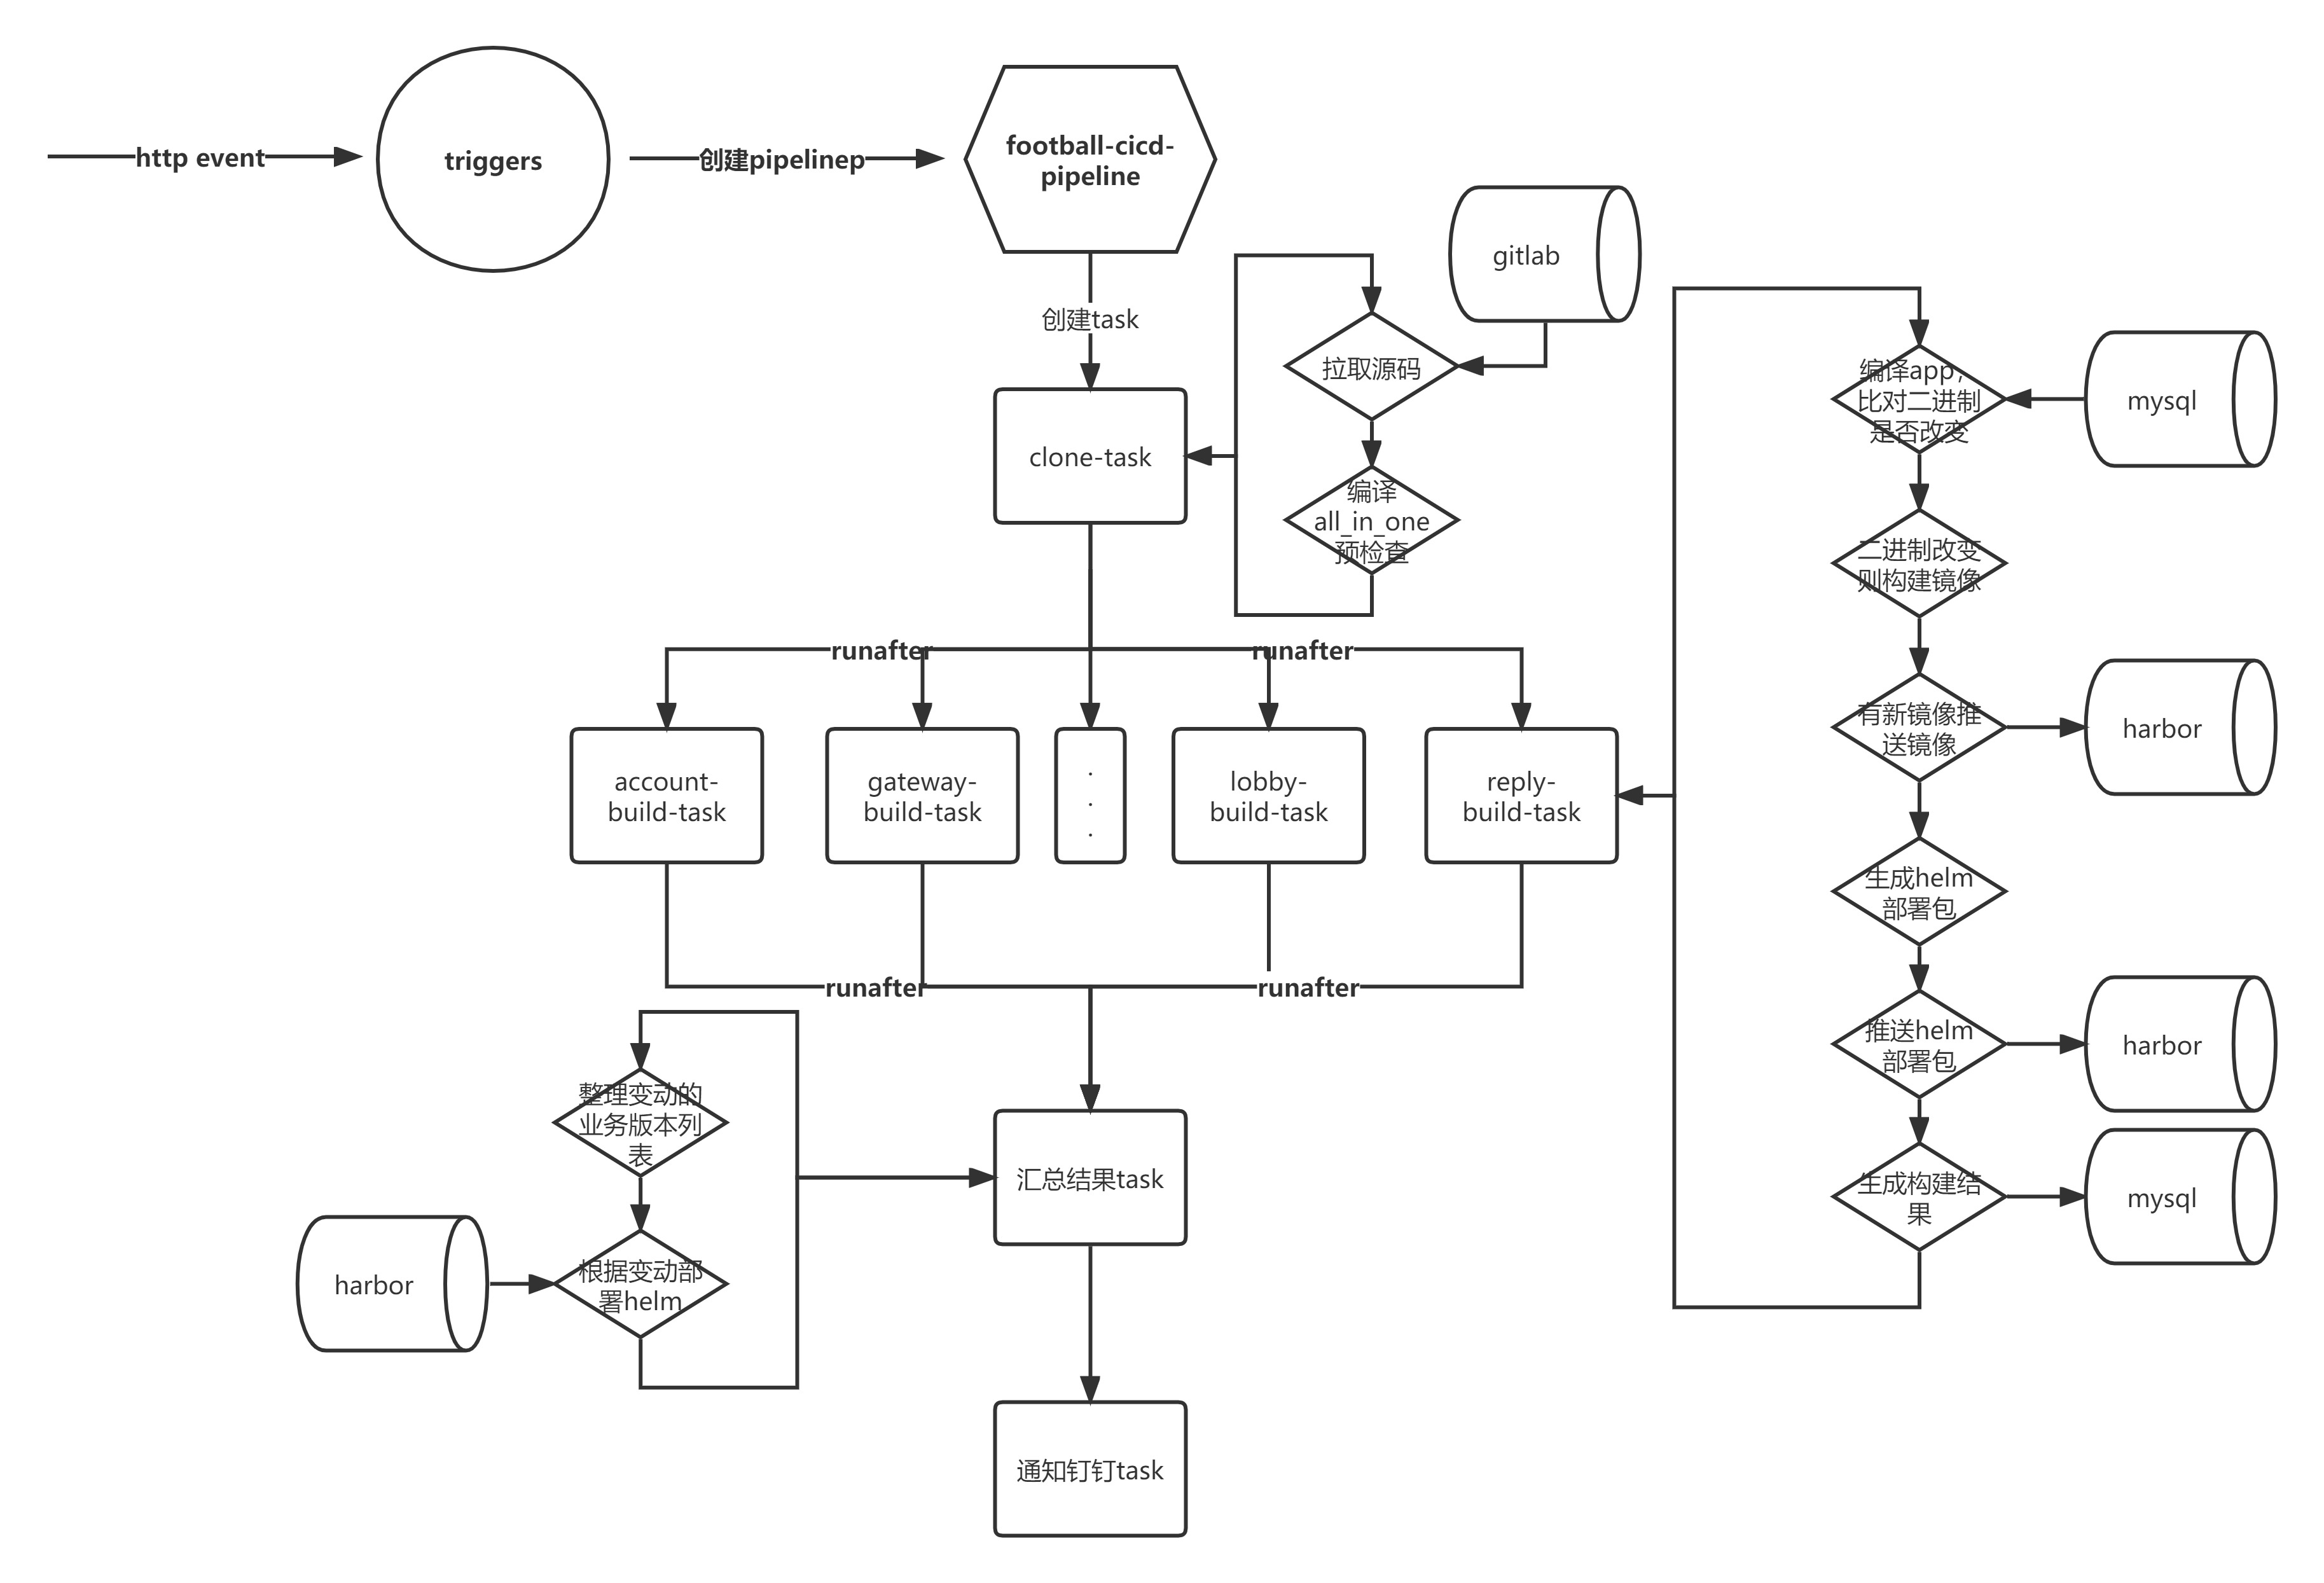 http event
triggers
创建pipelinep
football-cicd-
pipeline
创建task
clone-task
gitlab
拉取源码
编译
all_in_one
预检查
编译app，
比对二进制
是否改变
mysql
二进制改变
则构建镜像
有新镜像推
送镜像
harbor
生成helm
部署包
推送helm
部署包
harbor
生成构建结
果
mysql
runafter
runafter
account-
build-task
gateway-
build-task
.
.
.
lobby-
build-task
reply-
build-task
runafter
runafter
整理变动的
业务版本列
表
根据变动部
署helm
harbor
汇总结果task
通知钉钉task